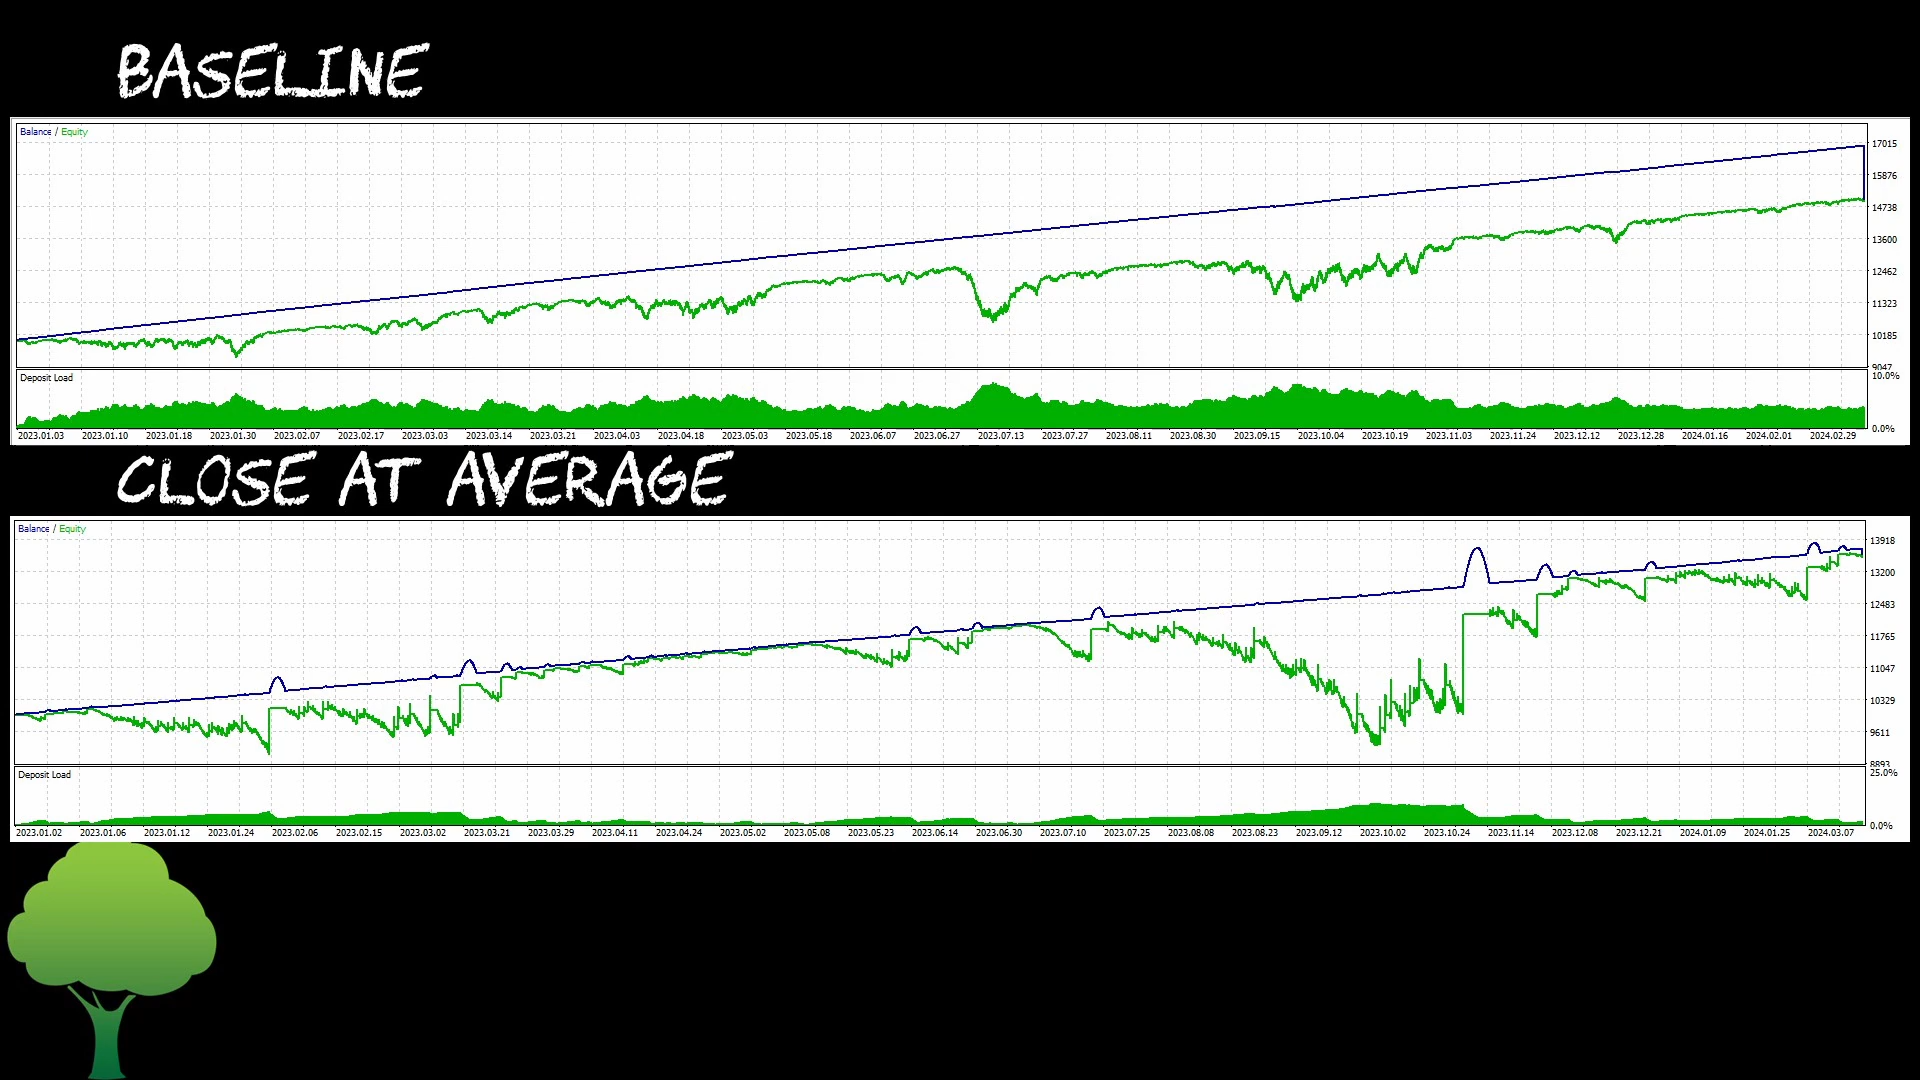 BASELINE
Balance / Equity
17015
15876
14738
13600
12462
11323
10185
9047
Deposit Load
10.0%
0.0%
2023.01.03 2023.01.10 2023.01.18 2023.01.30 2023.02.07 2023.02.17 2023.03.03 2023.03.14 2023.03.21 2023.04.03 2023.04.18 2023.05.03 2023.05.18 2023.06.07 2023.06.27 2023.07.13 2023.07.27 2023.08.11 2023.08.30 2023.09.15 2023.10.04 2023.10.19 2023.11.03 2023.11.24 2023.12.12 2023.12.28 2024.01.16 2024.02.01 2024.02.29
CLOSE AT AVERAGE
Balance / Equity
13918
13200
12483
11765
11047
10329
9611
8893
Deposit Load
25.0%
0.0%
2023.01.02 2023.01.06 2023.01.12 2023.01.24 2023.02.06 2023.02.15 2023.03.02 2023.03.21 2023.03.29 2023.04.11 2023.04.24 2023.05.02 2023.05.08 2023.05.23 2023.06.14 2023.06.30 2023.07.10 2023.07.25 2023.08.08 2023.08.23 2023.09.12 2023.10.02 2023.10.24 2023.11.14 2023.12.08 2023.12.21 2024.01.09 2024.01.25 2024.03.07